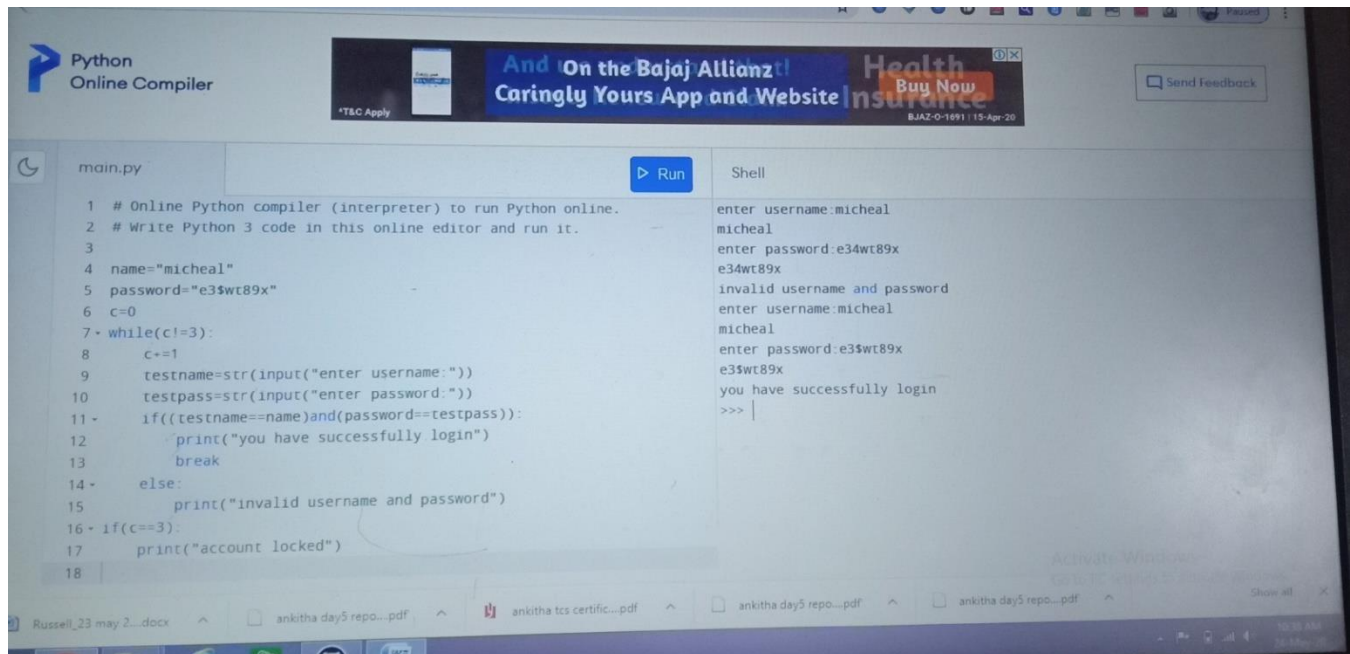 Paused
Python
Online Compiler
On the Bajaj Allianz
Caringly Yours App and Website
Health
Insurance
Buy Now
*T&C Apply
BJAZ-O-1691 | 15-Apr-20
Send Feedback
main.py
Run
Shell
1 # Online Python compiler (interpreter) to run Python online.
2 # Write Python 3 code in this online editor and run it.
3
4 name="micheal"
5 password="e3$wt89x"
6 c=0
7 while(c!=3):
8 c+=1
9 testname=str(input("enter username:"))
10 testpass=str(input("enter password:"))
11 if((testname==name)and(password==testpass)):
12 print("you have successfully login")
13 break
14 else:
15 print("invalid username and password")
16 if(c==3):
17 print("account locked")
18
enter username:micheal
micheal
enter password:e34wt89x
e34wt89x
invalid username and password
enter username:micheal
micheal
enter password:e3$wt89x
e3$wt89x
you have successfully login
>>>
Activate Windows
Russell_23 may 2....docx
ankitha day5 repo...pdf
ankitha tcs certific...pdf
ankitha day5 repo...pdf
ankitha day5 repo...pdf
Show all
10:35 AM